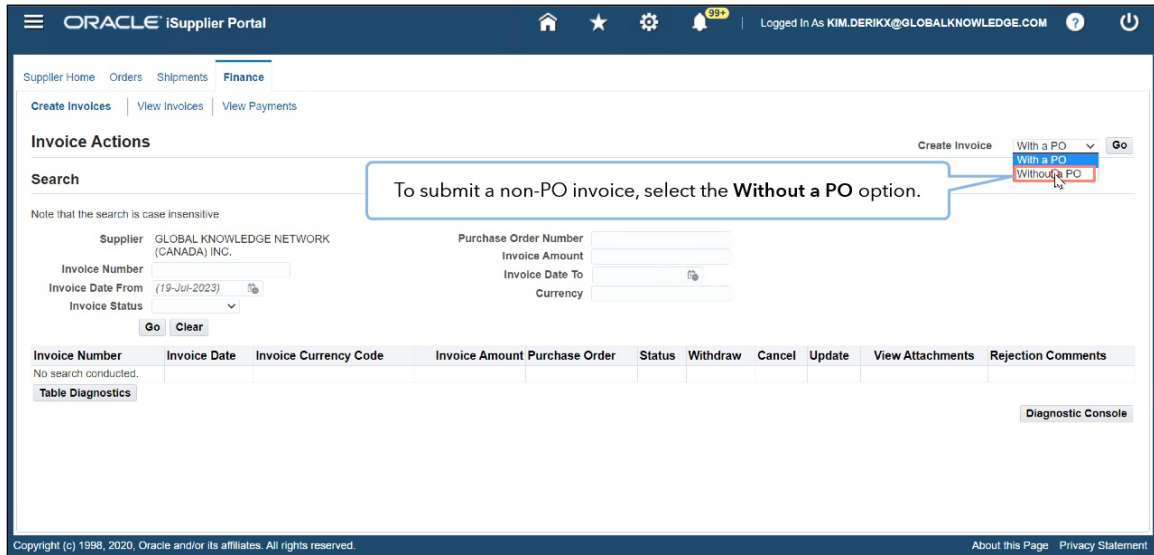 ORACLE iSupplier Portal
99+
Logged In As KIM.DERIKX@GLOBALKNOWLEDGE.COM ?
Supplier Home Orders Shipments Finance
Create Invoices View Invoices View Payments
Invoice Actions
Create Invoice With a PO Go
With a PO
Without a PO
To submit a non-PO invoice, select the Without a PO option.
Search
Note that the search is case insensitive
Supplier GLOBAL KNOWLEDGE NETWORK
(CANADA) INC.
Purchase Order Number
Invoice Amount
Invoice Number
Invoice Date To
Invoice Date From (19-Jul-2023)
Currency
Invoice Status
Go Clear
Invoice Number Invoice Date Invoice Currency Code Invoice Amount Purchase Order Status Withdraw Cancel Update View Attachments Rejection Comments
No search conducted.
Table Diagnostics
Diagnostic Console
Copyright (c) 1998, 2020, Oracle and/or its affiliates. All rights reserved.
About this Page Privacy Statement